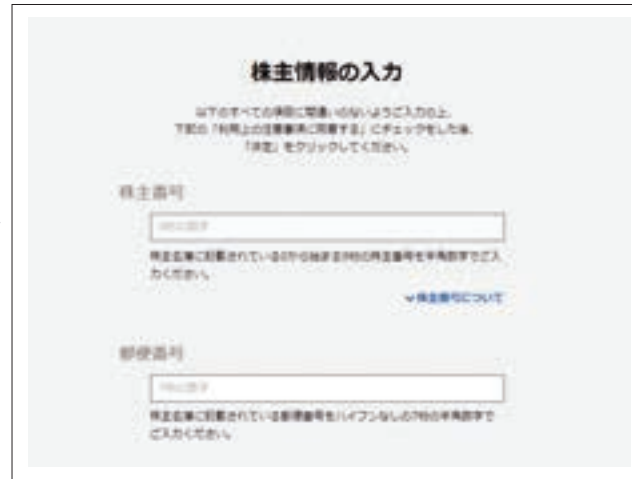 株主情報の入力
以下のすべての項目に間違いのないようご入力の上、
下記の「利用上の注意事項に同意する」にチェックをした後、
「決定」をクリックしてください。
株主番号
株主名簿に記載されている0から始まる9桁の株主番号を半角数字でご入
力ください。
株主番号について
郵便番号
7桁の数字
株主名簿に記載されている郵便番号をハイフンなしの7桁の半角数字で
ご入力ください。